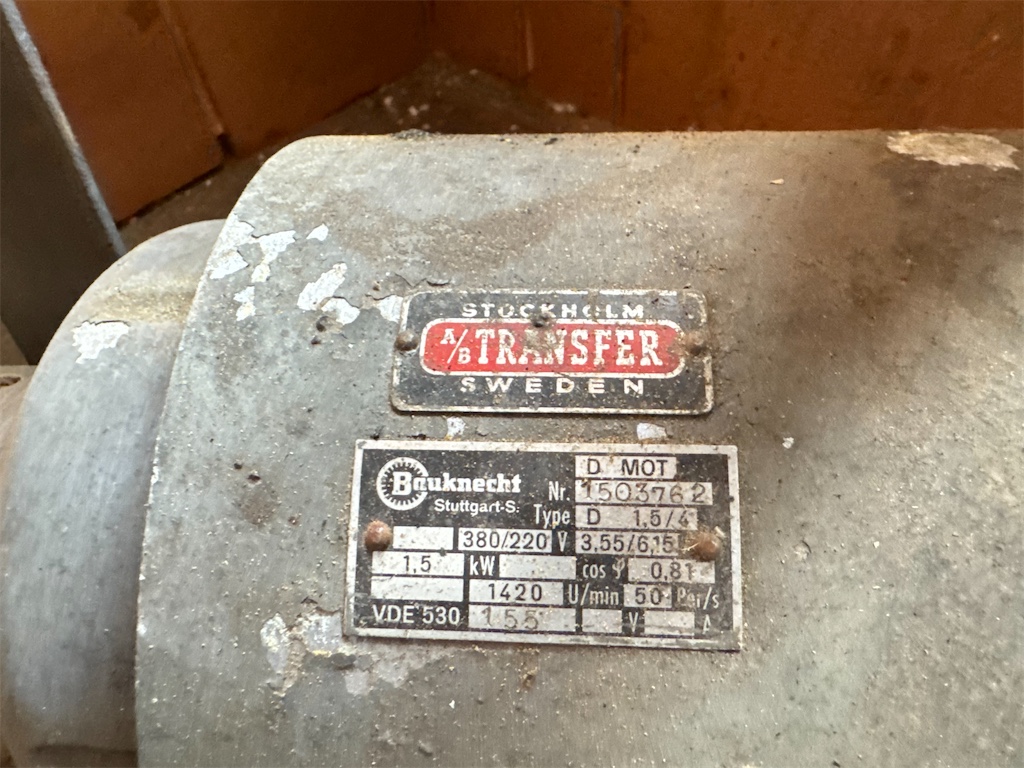 STOCKHOLM
A/B TRANSFER
SWEDEN
Bauknecht
Stuttgart-S.
D MOT
Nr. 1503762
Type D 1,5/4
380/220 V 3,55/6,15
1,5 kW cos φ 0,81
1420 U/min 50 Per/s
VDE 530 155 V A